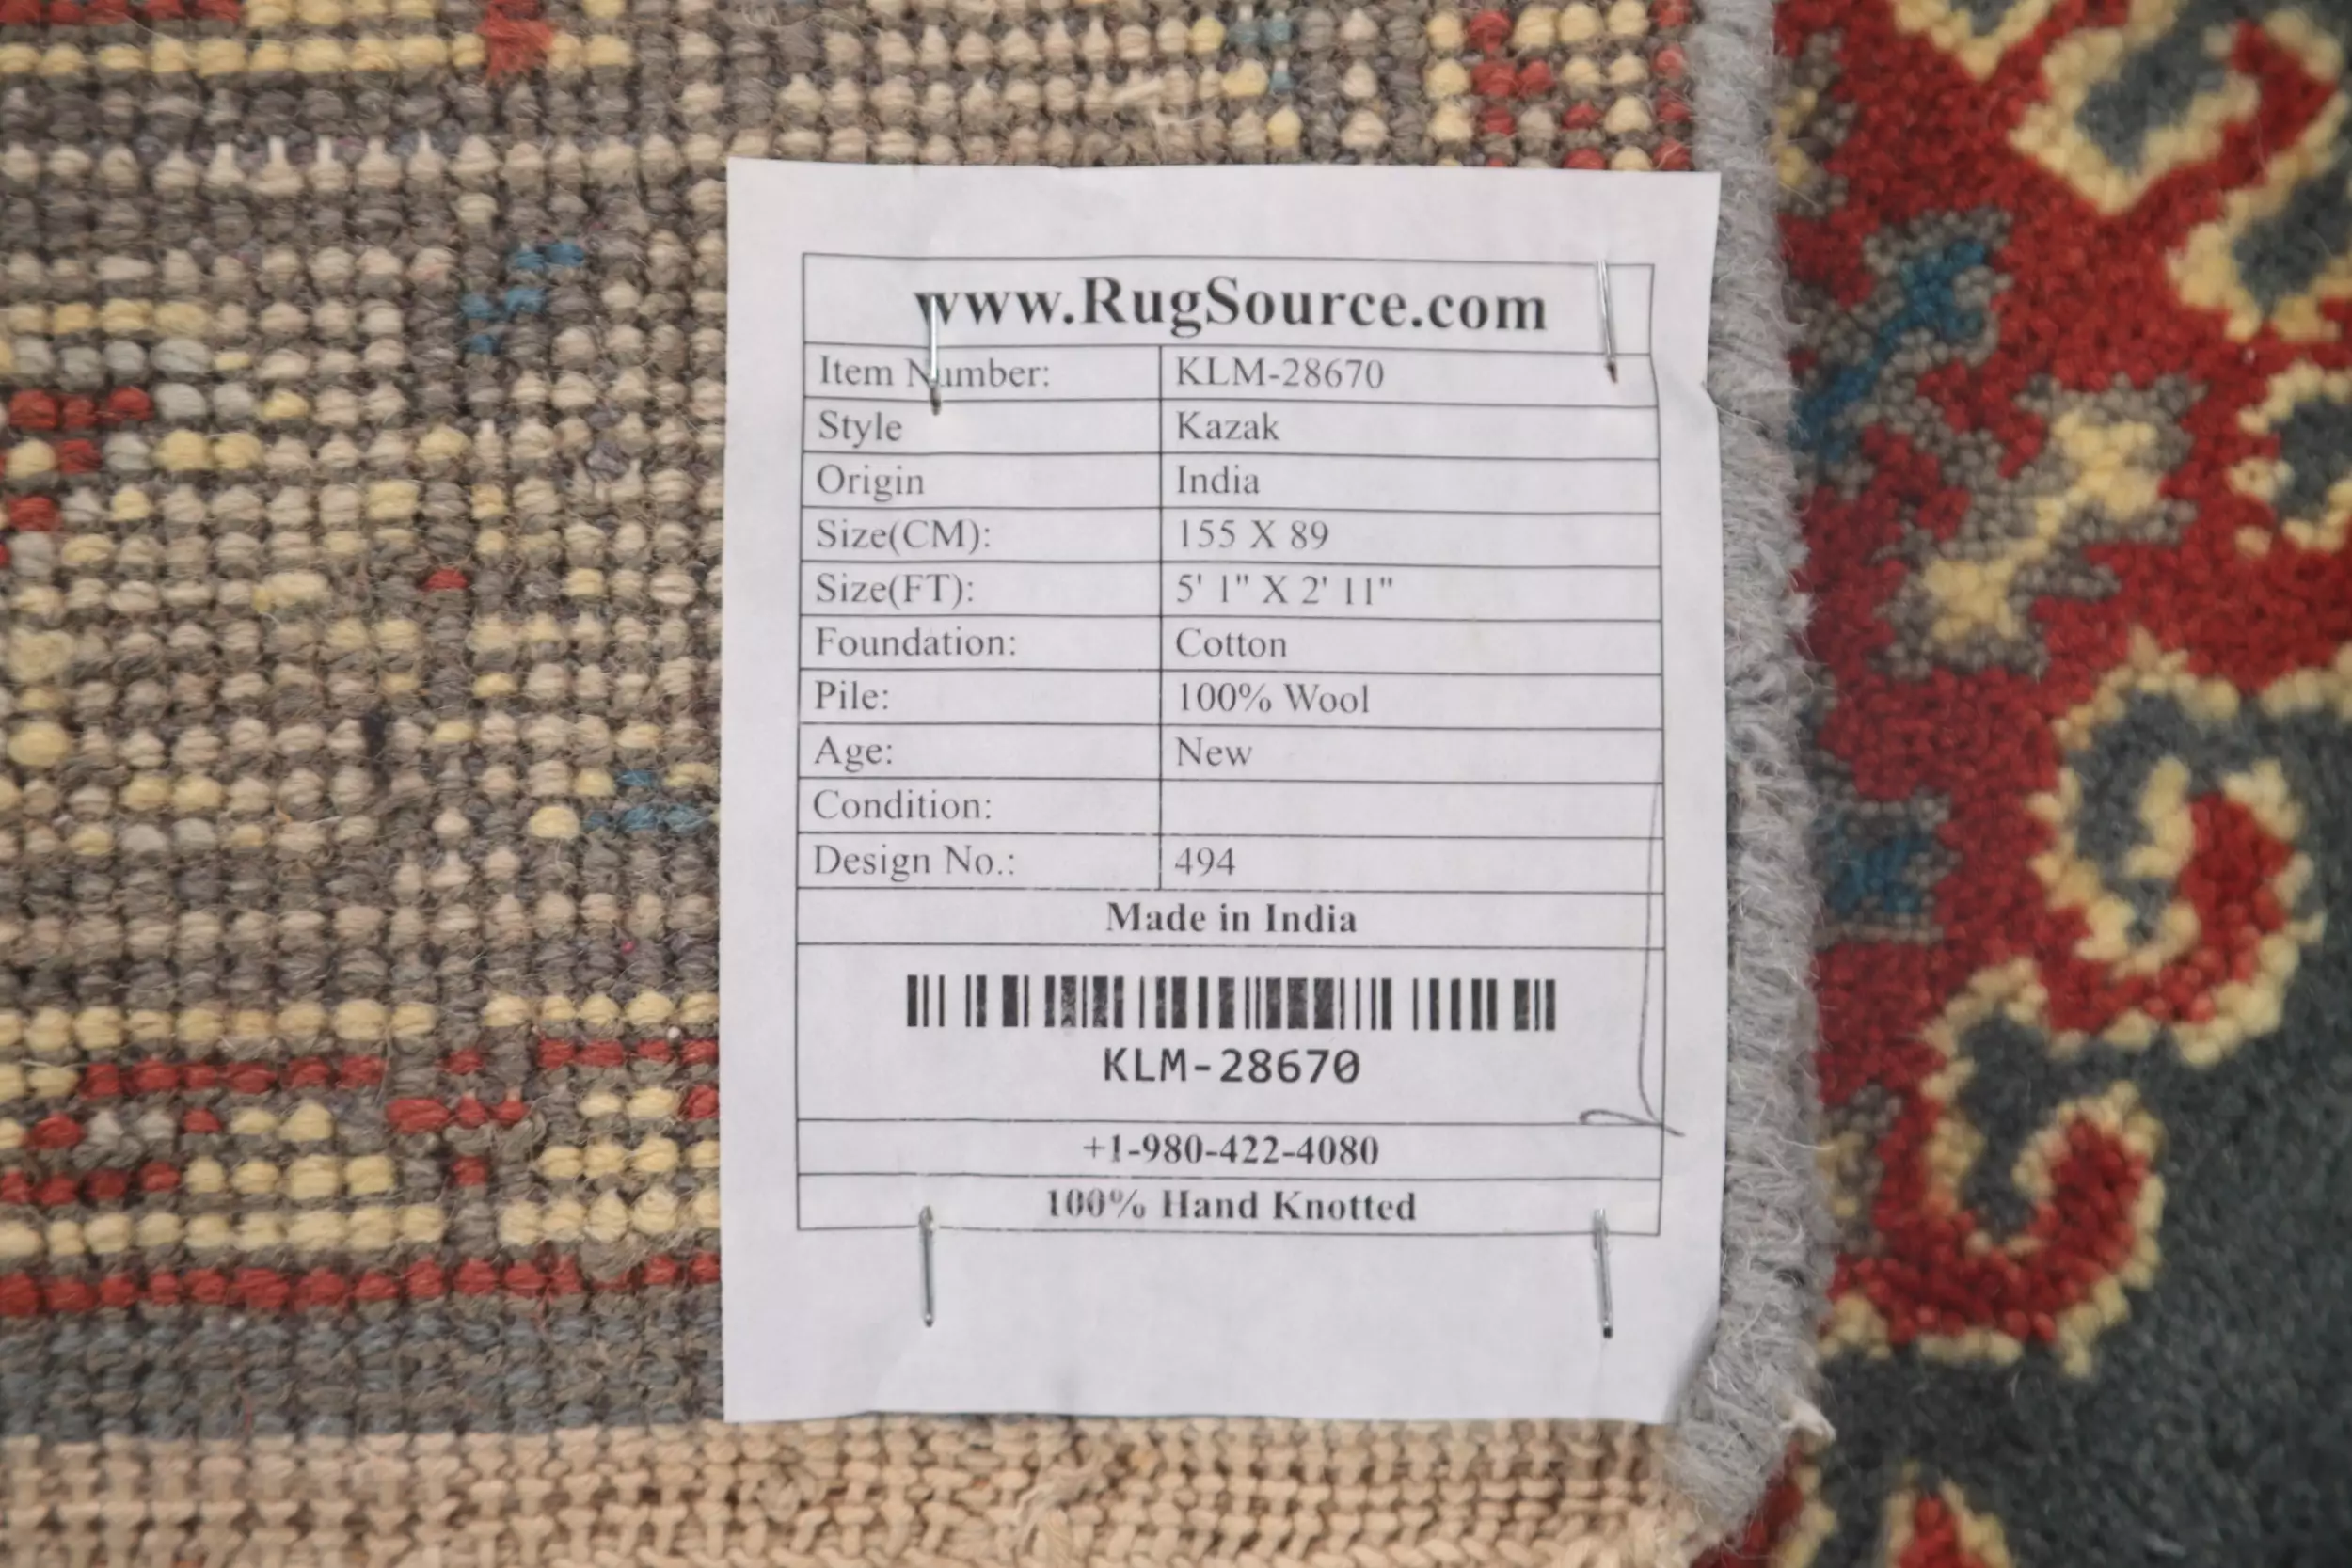 www.RugSource.com
Item Number: KLM-28670
Style Kazak
Origin India
Size(CM): 155 X 89
Size(FT): 5' 1" X 2' 11"
Foundation: Cotton
Pile: 100% Wool
Age: New
Condition:
Design No.: 494
Made in India
KLM-28670
+1-980-422-4080
100% Hand Knotted